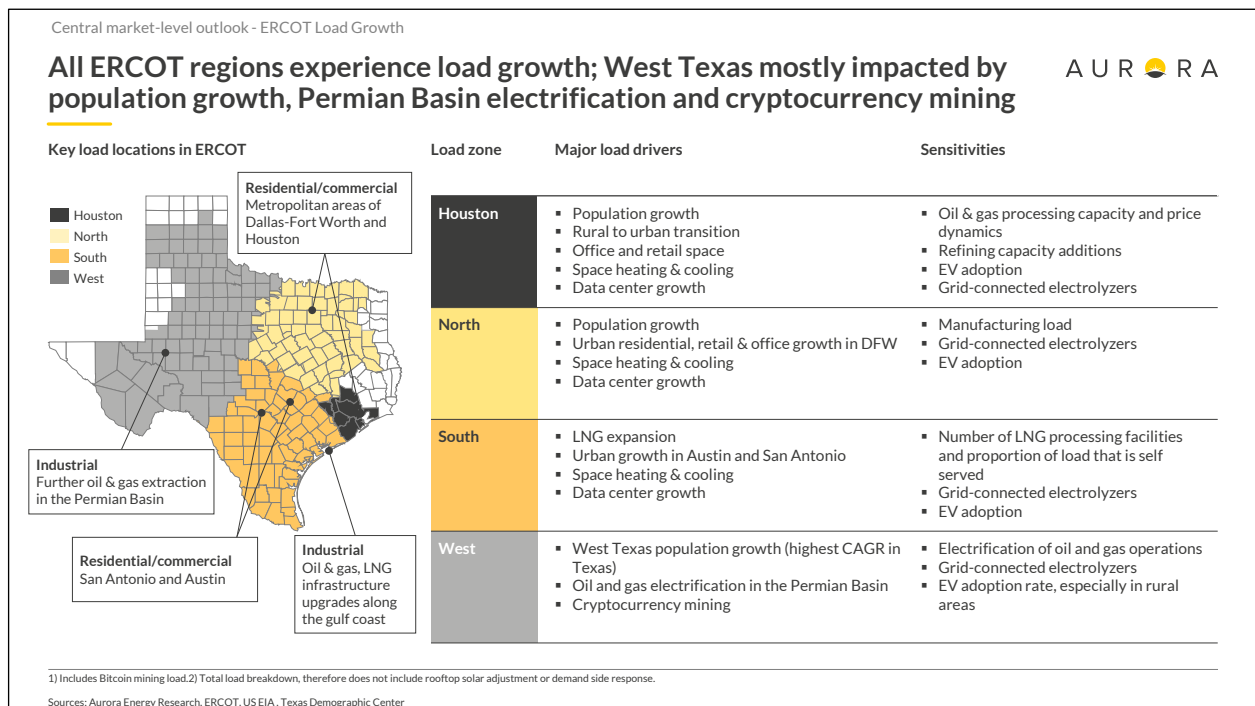 Central market-level outlook - ERCOT Load Growth
All ERCOT regions experience load growth; West Texas mostly impacted by
population growth, Permian Basin electrification and cryptocurrency mining
AURORA
Key load locations in ERCOT
Houston
North
South
West
Residential/commercial
Metropolitan areas of
Dallas-Fort Worth and
Houston
Industrial
Further oil & gas extraction
in the Permian Basin
Residential/commercial
San Antonio and Austin
Industrial
Oil & gas, LNG
infrastructure
upgrades along
the gulf coast
Load zone
Major load drivers
Sensitivities
Houston
▪ Population growth
▪ Rural to urban transition
▪ Office and retail space
▪ Space heating & cooling
▪ Data center growth
▪ Oil & gas processing capacity and price
dynamics
▪ Refining capacity additions
▪ EV adoption
▪ Grid-connected electrolyzers
North
▪ Population growth
▪ Urban residential, retail & office growth in DFW
▪ Space heating & cooling
▪ Data center growth
▪ Manufacturing load
▪ Grid-connected electrolyzers
▪ EV adoption
South
▪ LNG expansion
▪ Urban growth in Austin and San Antonio
▪ Space heating & cooling
▪ Data center growth
▪ Number of LNG processing facilities
and proportion of load that is self
served
▪ Grid-connected electrolyzers
▪ EV adoption
West
▪ West Texas population growth (highest CAGR in
Texas)
▪ Oil and gas electrification in the Permian Basin
▪ Cryptocurrency mining
▪ Electrification of oil and gas operations
▪ Grid-connected electrolyzers
▪ EV adoption rate, especially in rural
areas
1) Includes Bitcoin mining load.2) Total load breakdown, therefore does not include rooftop solar adjustment or demand side response.
Sources: Aurora Energy Research, ERCOT, US EIA , Texas Demographic Center